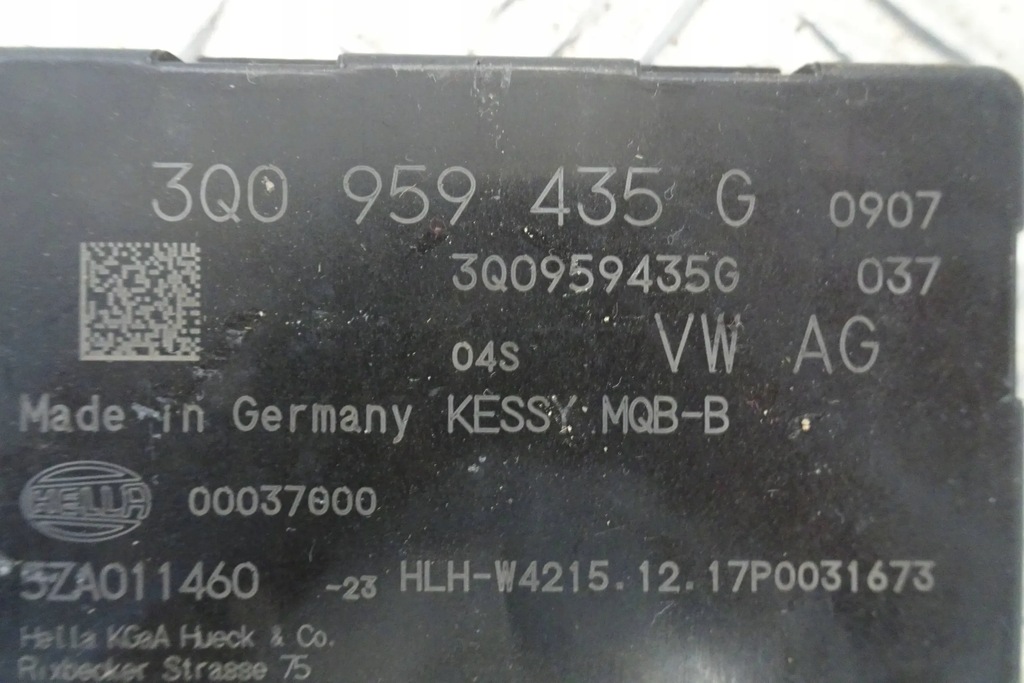 3Q0 959 435 G 0907
3Q0959435G 037
04S VW AG
Made in Germany KESSY MQB-B
HELLA 00037000
5ZA011460 -23 HLH-W4215.12.17P0031673
Hella KGaA Hueck & Co.
Rixbecker Strasse 75